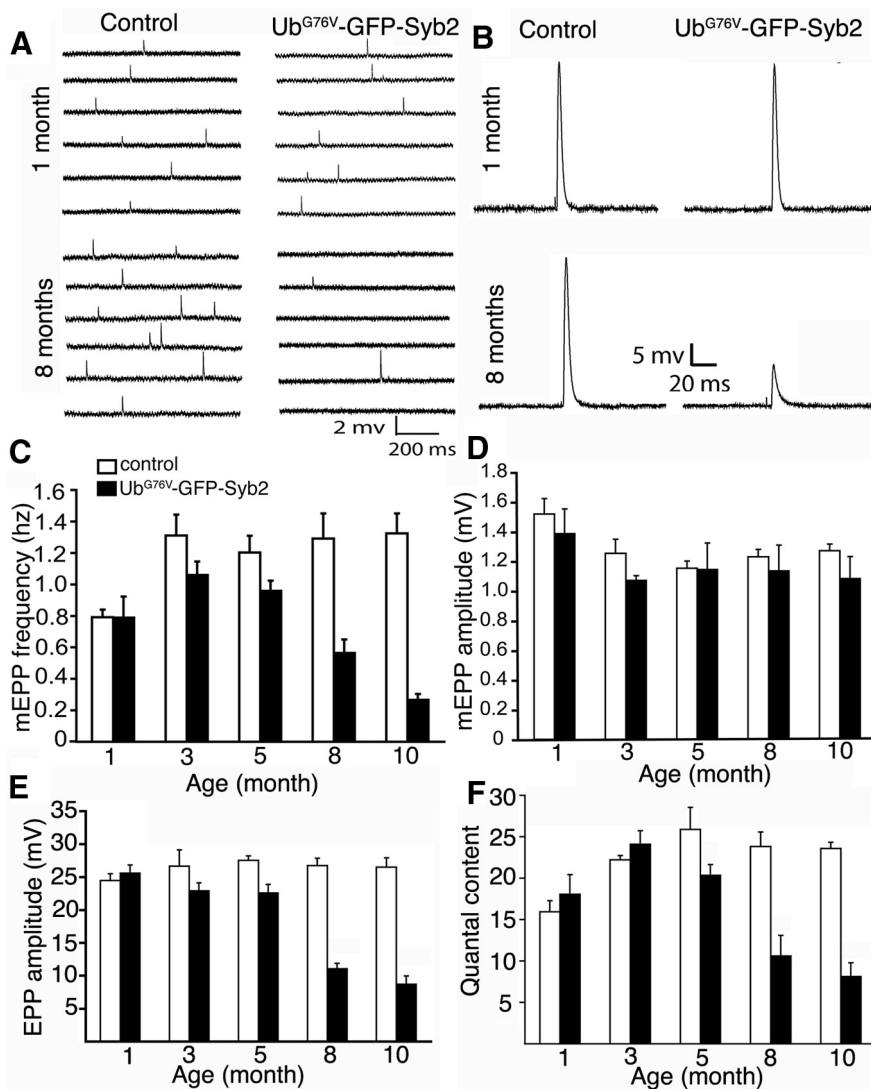 A Control Ub^G76V-GFP-Syb2
1 month
8 months
2 mv
200 ms
B Control Ub^G76V-GFP-Syb2
1 month
8 months
5 mv
20 ms
C
control
Ub^G76V-GFP-Syb2
mEPP frequency (hz)
1.6
1.4
1.2
1.0
0.8
0.6
0.4
0.2
0
1 3 5 8 10
Age (month)
D
mEPP amplitude (mV)
1.8
1.6
1.4
1.2
1.0
0.8
0.6
0.4
0.2
0
1 3 5 8 10
Age (month)
E
EPP amplitude (mV)
35
30
25
20
15
10
5
1 3 5 8 10
Age (month)
F
Quantal content
30
25
20
15
10
5
1 3 5 8 10
Age (month)